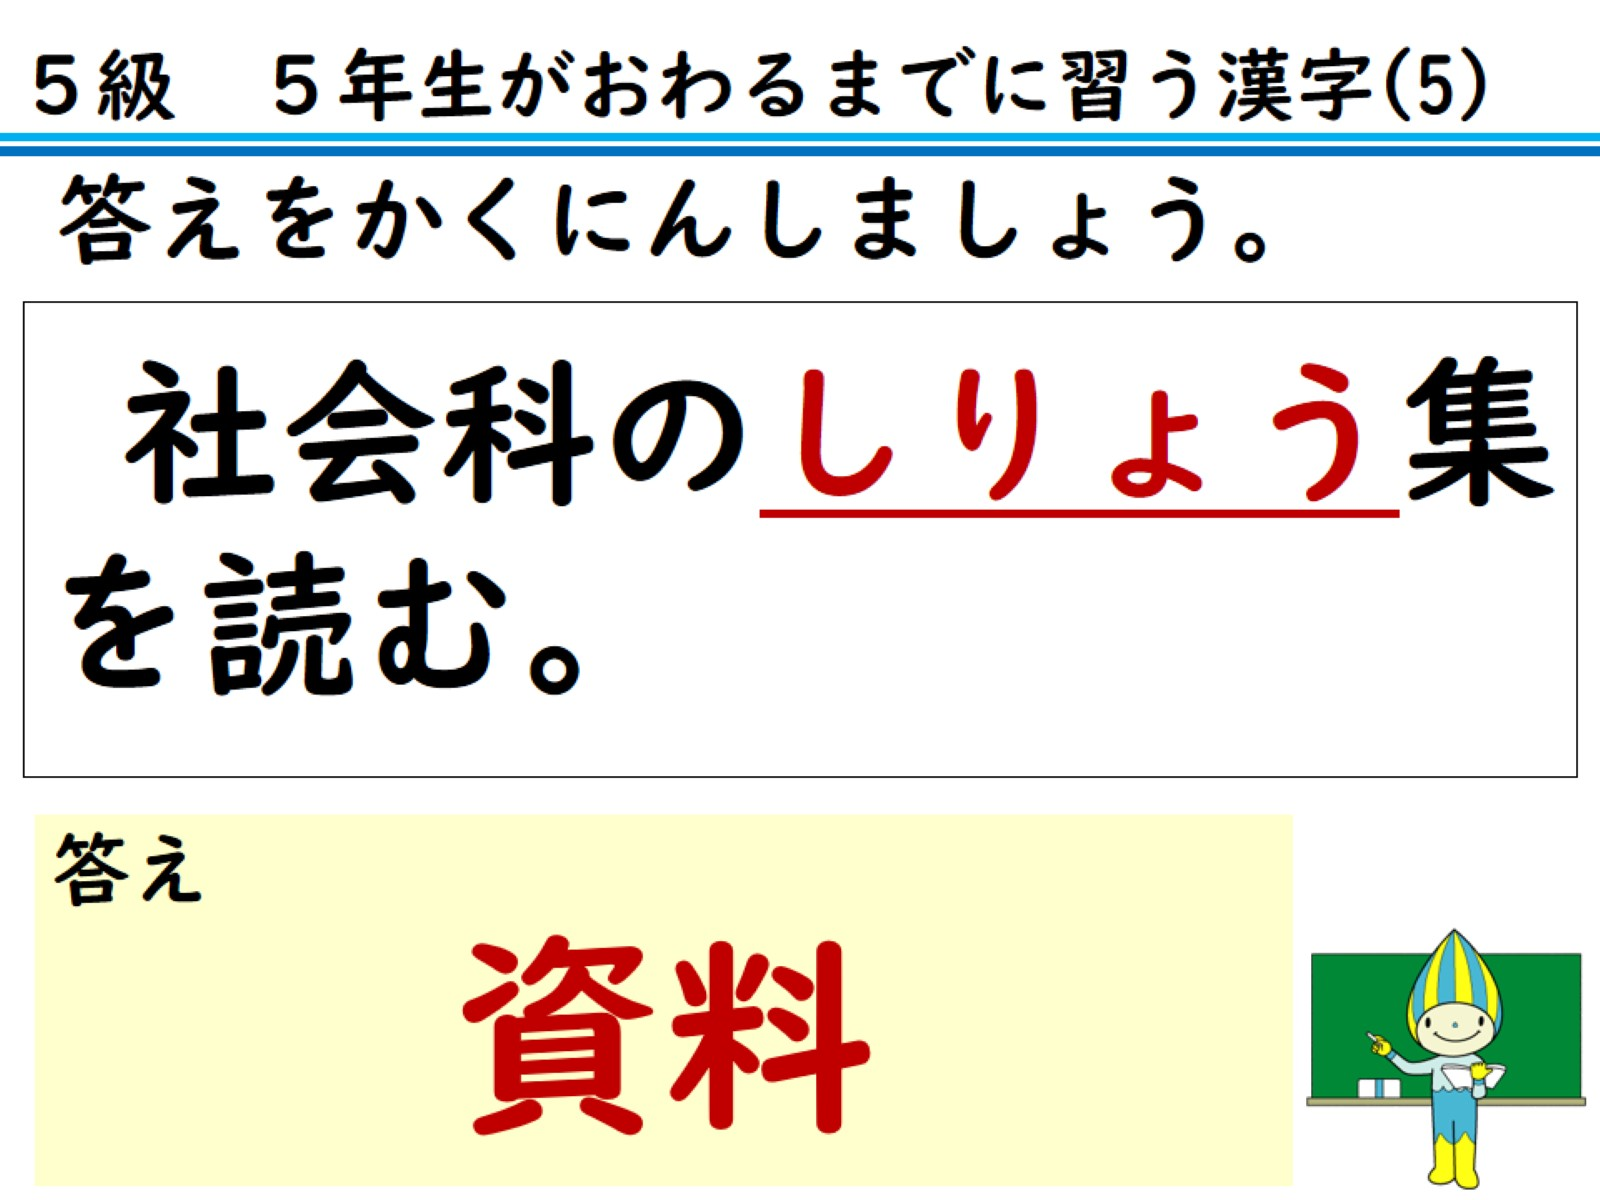 ５級　５年生がおわるまでに習う漢字(5)
答えをかくにんしましょう。
社会科のしりょう集
を読む。
答え
資料